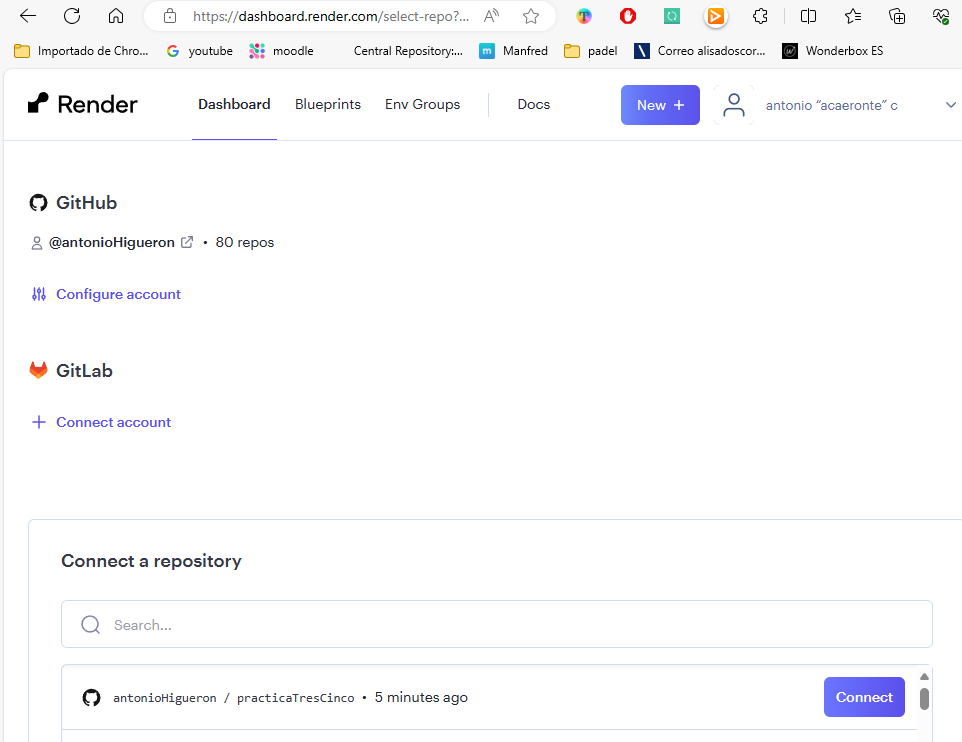 https://dashboard.render.com/select-repo?...
Importado de Chro... youtube moodle Central Repository:... Manfred padel Correo alisadoscor... Wonderbox ES
Render Dashboard Blueprints Env Groups Docs New + antonio “acaeronte” c
GitHub
@antonioHigueron • 80 repos
Configure account
GitLab
Connect account
Connect a repository
Search...
antonioHigueron / practicaTresCinco • 5 minutes ago Connect